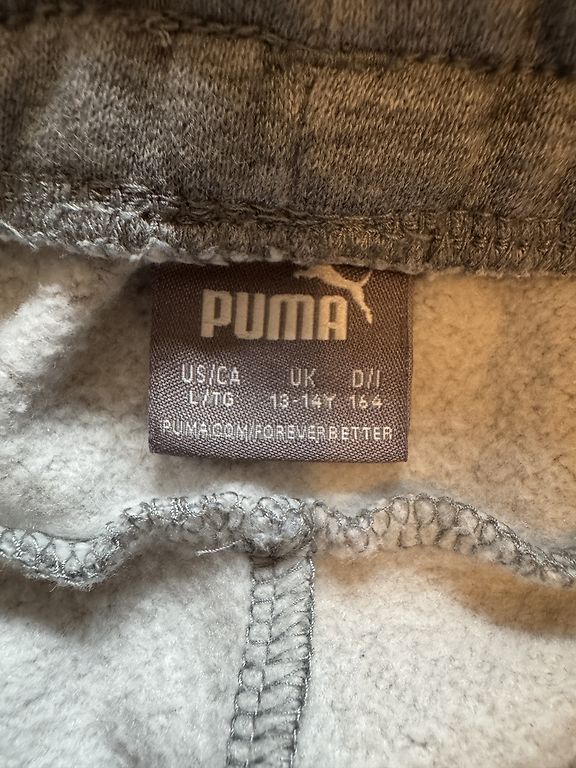 PUMA
US/CA UK D/I
L/TG 13-14Y 164
PUMA.COM/FOREVERBETTER